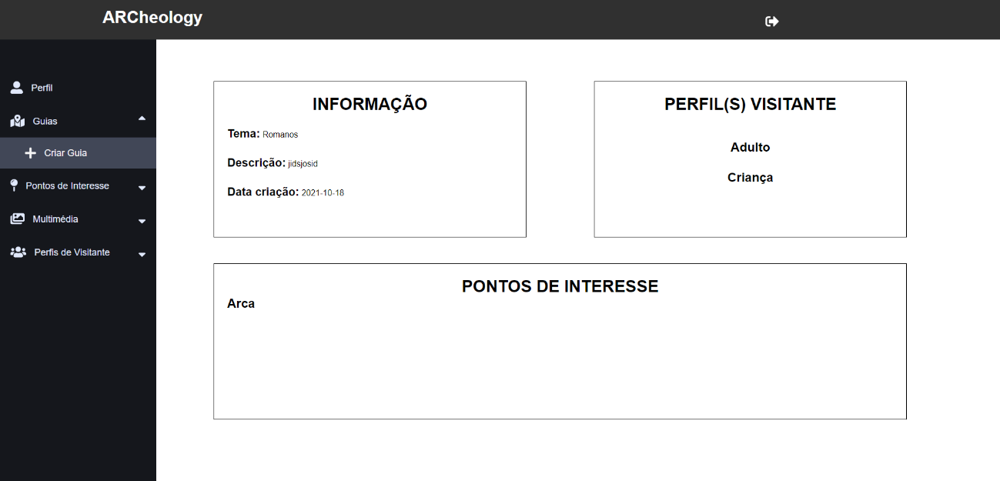 ARCheology
Perfil
Guias
Criar Guia
Pontos de Interesse
Multimédia
Perfis de Visitante
INFORMAÇÃO
Tema: Romanos
Descrição: jidsjosid
Data criação: 2021-10-18
PERFIL(S) VISITANTE
Adulto
Criança
PONTOS DE INTERESSE
Arca